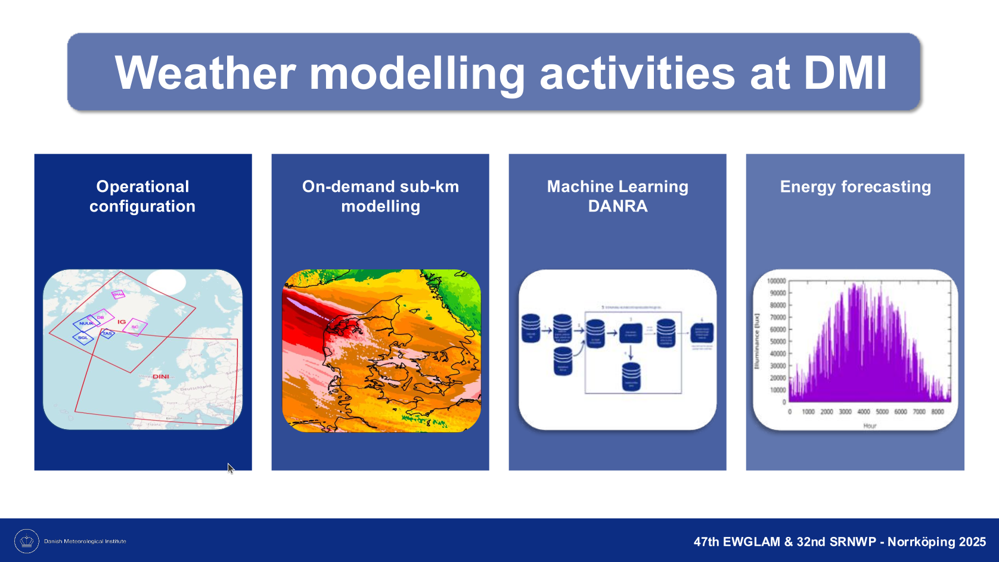 Weather modelling activities at DMI
Operational
configuration
On-demand sub-km
modelling
Machine Learning
DANRA
Energy forecasting
QAAN
DB
NUUK
IG
SC
SGL
TAS
DINI
Deutschland
España
100000
90000
80000
70000
60000
50000
40000
30000
20000
10000
0
Illuminance [lux]
0 1000 2000 3000 4000 5000 6000 7000 8000
Hour
Danish Meteorological Institute
47th EWGLAM & 32nd SRNWP - Norrköping 2025